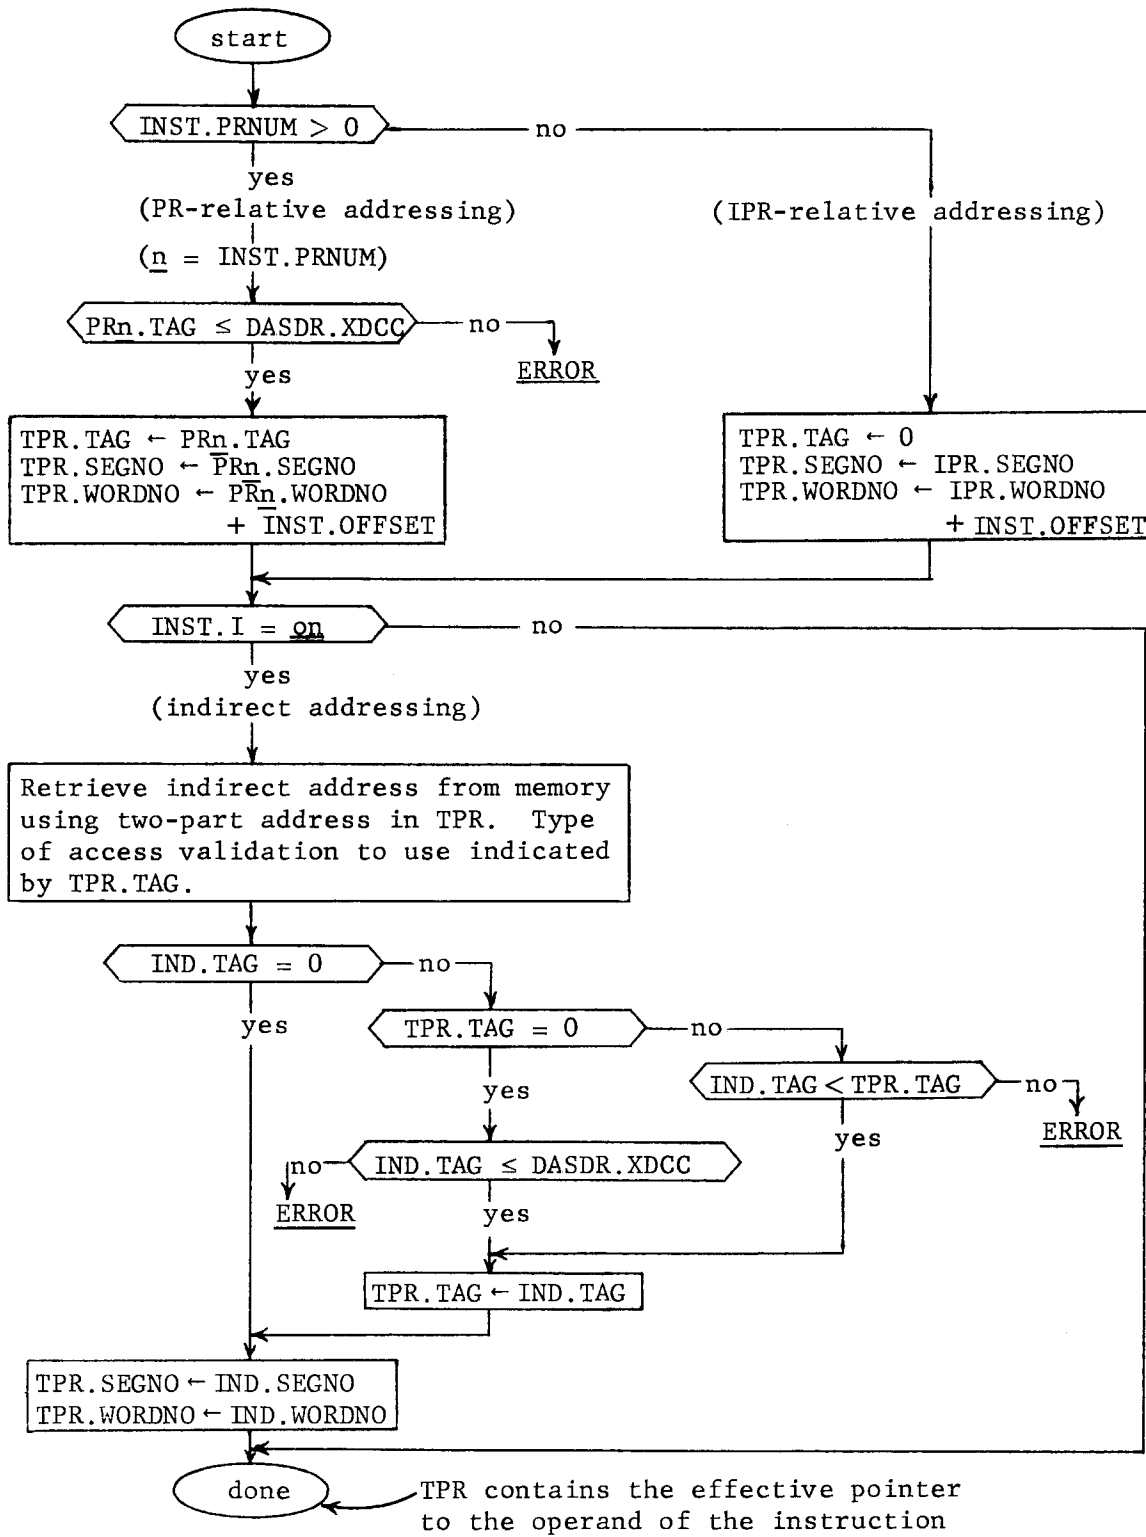 start
INST.PRNUM > 0
no
yes
(PR-relative addressing)
(IPR-relative addressing)
(n = INST.PRNUM)
PRn.TAG ≤ DASDR.XDCC
no
ERROR
yes
TPR.TAG ← PRn.TAG
TPR.SEGNO ← PRn.SEGNO
TPR.WORDNO ← PRn.WORDNO
+ INST.OFFSET
TPR.TAG ← 0
TPR.SEGNO ← IPR.SEGNO
TPR.WORDNO ← IPR.WORDNO
+ INST.OFFSET
INST.I = on
no
yes
(indirect addressing)
Retrieve indirect address from memory
using two-part address in TPR. Type
of access validation to use indicated
by TPR.TAG.
IND.TAG = 0
no
yes
TPR.TAG = 0
no
yes
IND.TAG < TPR.TAG
no
ERROR
yes
IND.TAG ≤ DASDR.XDCC
no
ERROR
yes
TPR.TAG ← IND.TAG
TPR.SEGNO ← IND.SEGNO
TPR.WORDNO ← IND.WORDNO
done
TPR contains the effective pointer
to the operand of the instruction